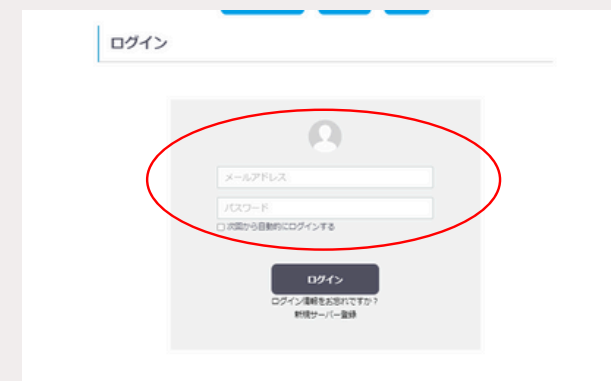 ログイン
メールアドレス
パスワード
次回から自動的にログインする
ログイン
ログイン情報をお忘れですか?
新規サーバー登録